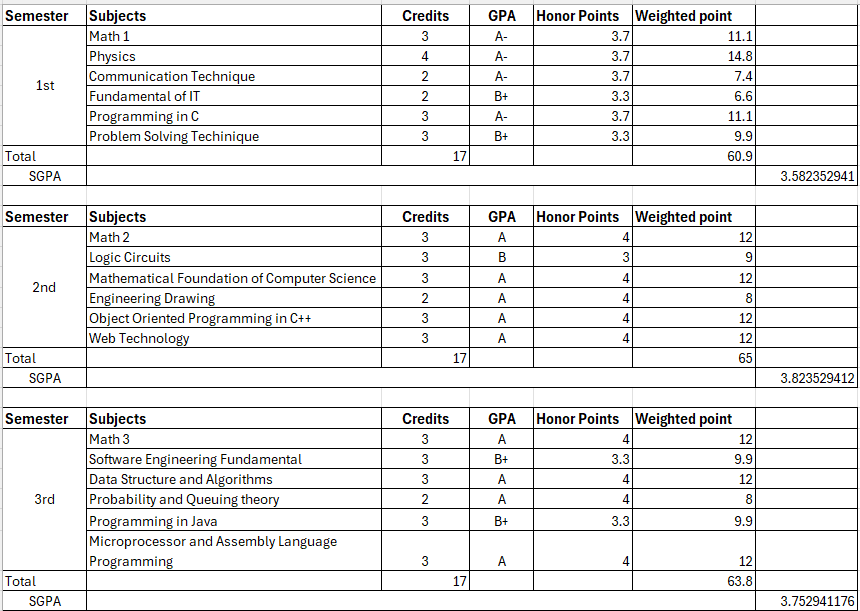 Semester Subjects Credits GPA Honor Points Weighted point
Math 1 3 A- 3.7 11.1
Physics 4 A- 3.7 14.8
Communication Technique 2 A- 3.7 7.4
1st
Fundamental of IT 2 B+ 3.3 6.6
Programming in C 3 A- 3.7 11.1
Problem Solving Techinique 3 B+ 3.3 9.9
Total 17 60.9
SGPA 3.582352941
Semester Subjects Credits GPA Honor Points Weighted point
Math 2 3 A 4 12
Logic Circuits 3 B 3 9
Mathematical Foundation of Computer Science 3 A 4 12
2nd
Engineering Drawing 2 A 4 8
Object Oriented Programming in C++ 3 A 4 12
Web Technology 3 A 4 12
Total 17 65
SGPA 3.823529412
Semester Subjects Credits GPA Honor Points Weighted point
Math 3 3 A 4 12
Software Engineering Fundamental 3 B+ 3.3 9.9
Data Structure and Algorithms 3 A 4 12
3rd Probability and Queuing theory 2 A 4 8
Programming in Java 3 B+ 3.3 9.9
Microprocessor and Assembly Language
Programming 3 A 4 12
Total 17 63.8
SGPA 3.752941176